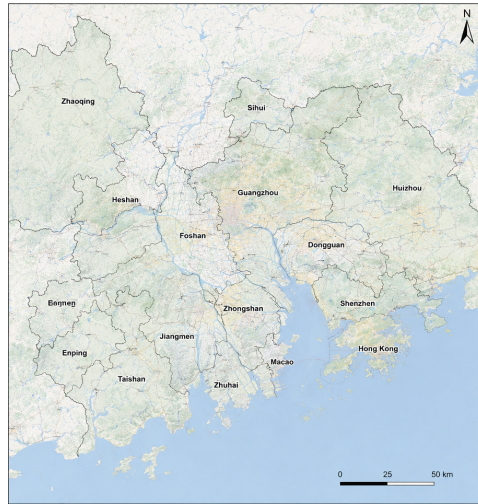 N
Zhaoqing
Sihui
Guangzhou
Huizhou
Heshan
Foshan
Dongguan
Shenzhen
Zhongshan
Jiangmen
Enping
Hong Kong
Macao
Taishan
Zhuhai
0 25 50 km